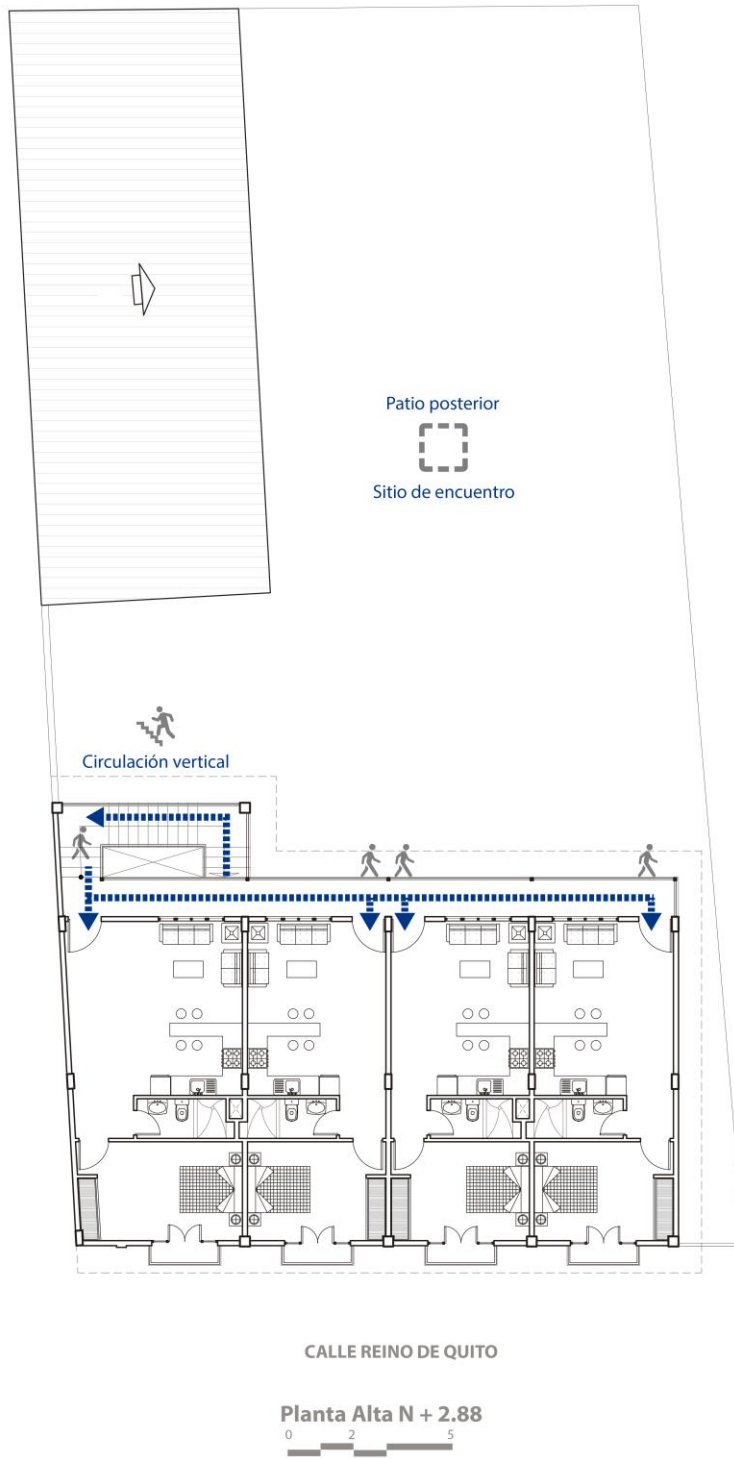 Patio posterior
Sitio de encuentro
Circulación vertical
CALLE REINO DE QUITO
Planta Alta N + 2.88
0 2 5